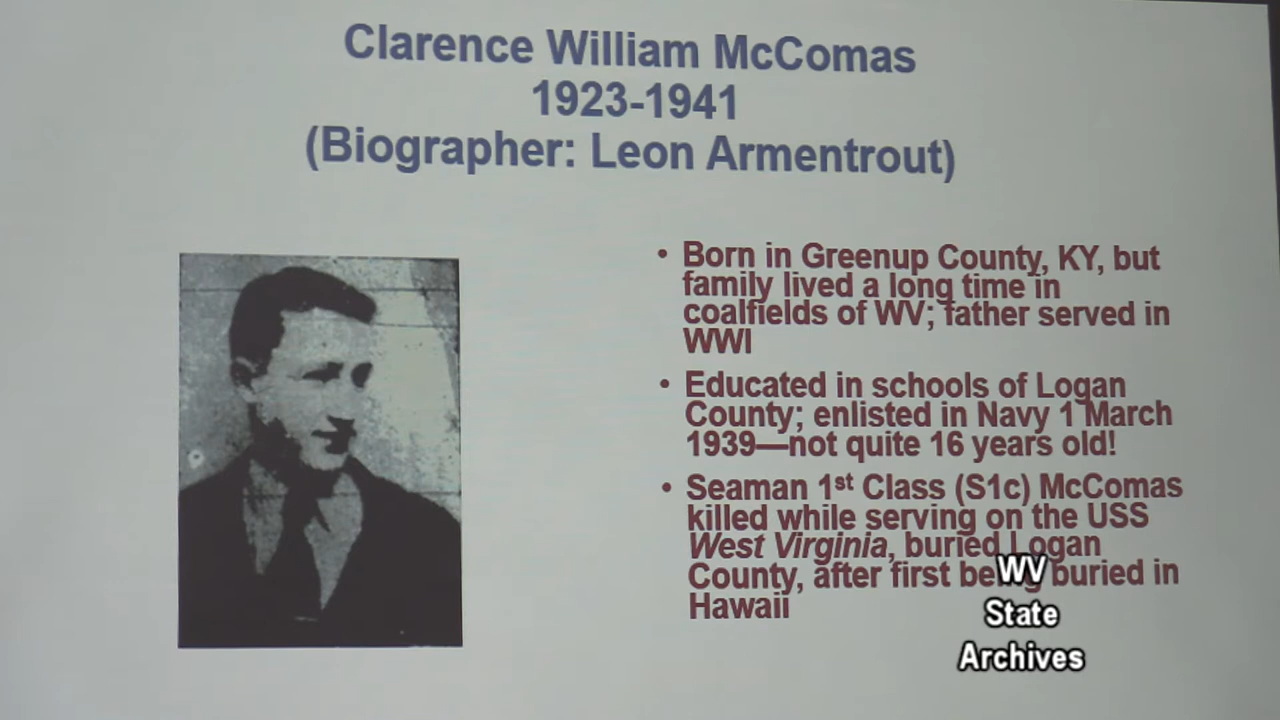 Clarence William McComas
1923-1941
(Biographer: Leon Armentrout)
• Born in Greenup County, KY, but
family lived a long time in
coalfields of WV; father served in
WWI
• Educated in schools of Logan
County; enlisted in Navy 1 March
1939—not quite 16 years old!
• Seaman 1st Class (S1c) McComas
killed while serving on the USS
West Virginia, buried Logan
County, after first being buried in
Hawaii
WV
State
Archives